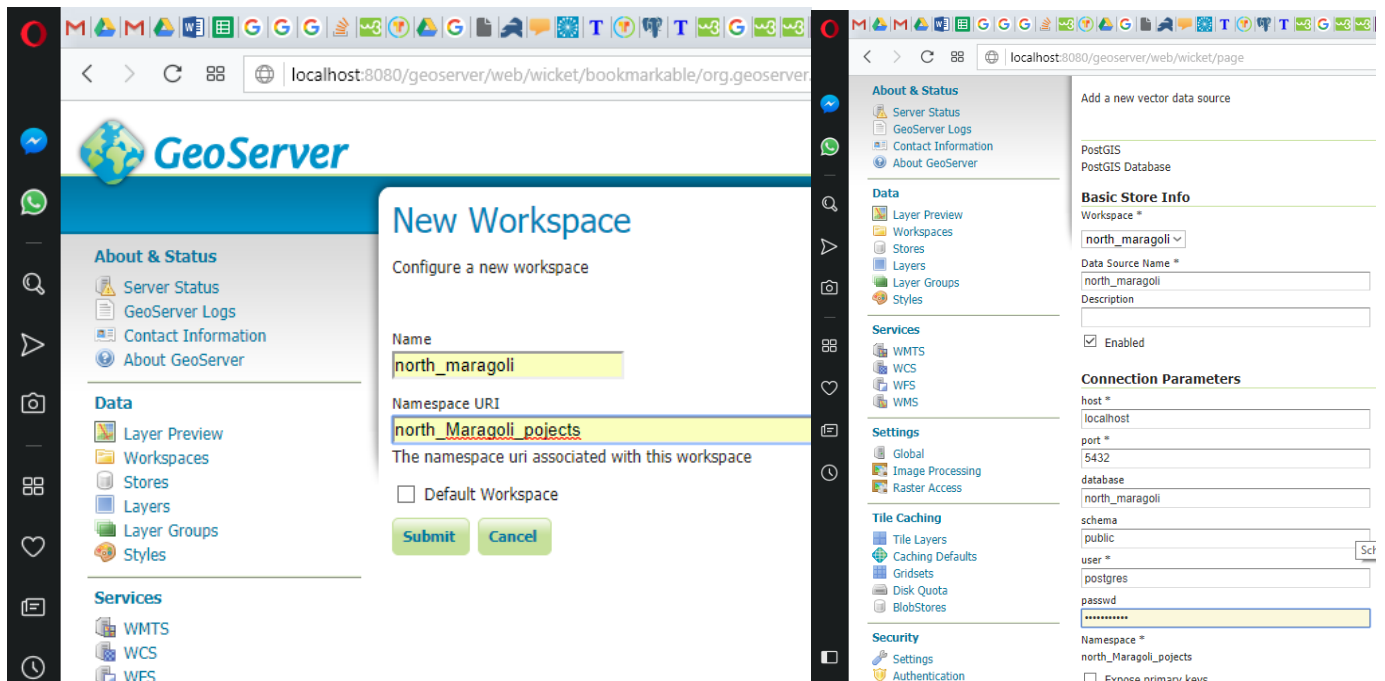 localhost:8080/geoserver/web/wicket/bookmarkable/org.geoserver.
GeoServer
New Workspace
Configure a new workspace
Name
north_maragoli
Namespace URI
north_Maragoli_pojects
The namespace uri associated with this workspace
Default Workspace
Submit Cancel
About & Status
Server Status
GeoServer Logs
Contact Information
About GeoServer
Data
Layer Preview
Workspaces
Stores
Layers
Layer Groups
Styles
Services
WMTS
WCS
WFS
localhost:8080/geoserver/web/wicket/page
About & Status
Server Status
GeoServer Logs
Contact Information
About GeoServer
Data
Layer Preview
Workspaces
Stores
Layers
Layer Groups
Styles
Services
WMTS
WCS
WFS
WMS
Settings
Global
Image Processing
Raster Access
Tile Caching
Tile Layers
Caching Defaults
Gridsets
Disk Quota
BlobStores
Security
Settings
Authentication
Add a new vector data source
PostGIS
PostGIS Database
Basic Store Info
Workspace *
north_maragoli
Data Source Name *
north_maragoli
Description
Enabled
Connection Parameters
host *
localhost
port *
5432
database
north_maragoli
schema
public
Sch
user *
postgres
passwd
•••••••••••
Namespace *
north_Maragoli_pojects
Expose primary keys